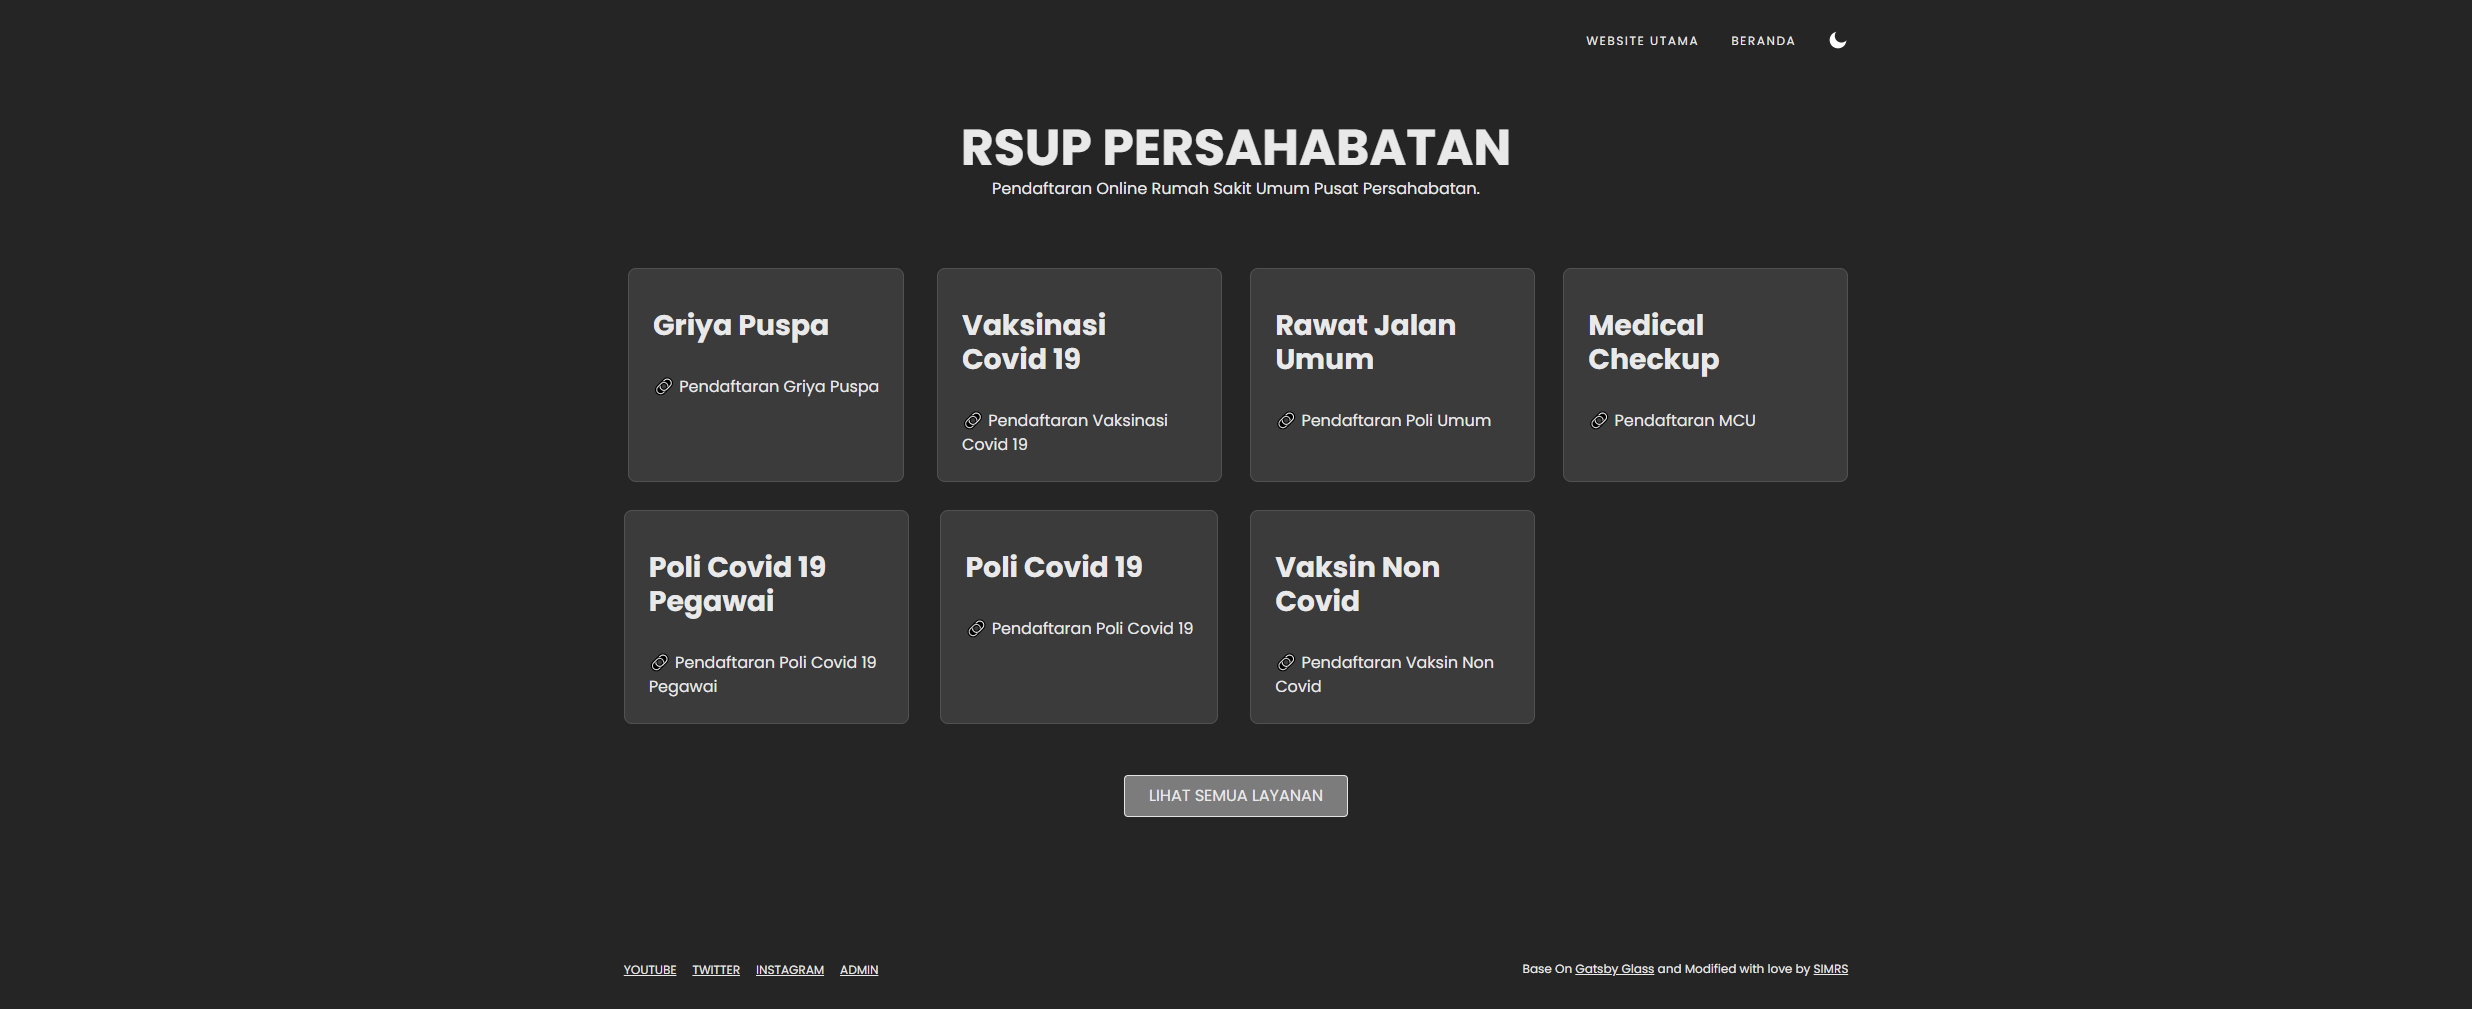 WEBSITE UTAMA BERANDA
RSUP PERSAHABATAN
Pendaftaran Online Rumah Sakit Umum Pusat Persahabatan.
Griya Puspa
Pendaftaran Griya Puspa
Vaksinasi
Covid 19
Pendaftaran Vaksinasi
Covid 19
Rawat Jalan
Umum
Pendaftaran Poli Umum
Medical
Checkup
Pendaftaran MCU
Poli Covid 19
Pegawai
Pendaftaran Poli Covid 19
Pegawai
Poli Covid 19
Pendaftaran Poli Covid 19
Vaksin Non
Covid
Pendaftaran Vaksin Non
Covid
LIHAT SEMUA LAYANAN
YOUTUBE TWITTER INSTAGRAM ADMIN
Base On Gatsby Glass and Modified with love by SIMRS